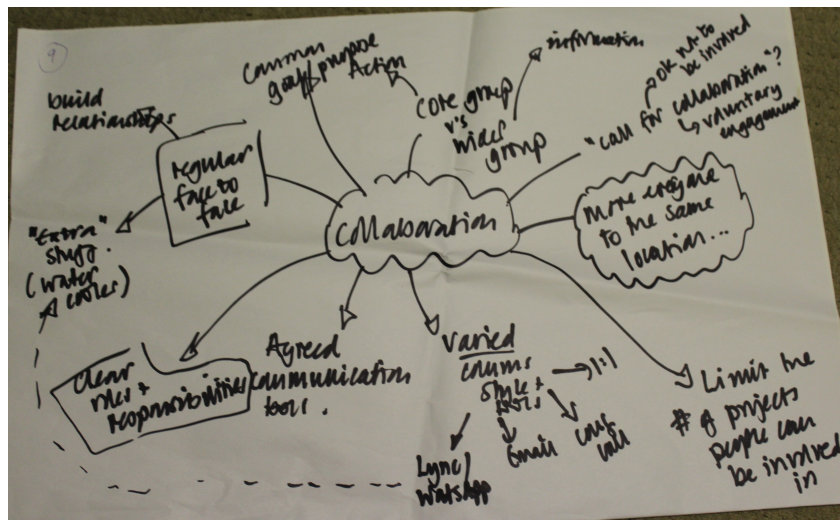 9
common
goal/purpose
Action
core group
v's
wider
group
information
ok not to
be involved
"call for collaboration"?
voluntary
engagement
build
relationships
regular
face to
face
"Extra"
stuff.
(water
cooler)
Collaboration
Move everyone
to the same
location...
clear
roles +
responsibilities
Agreed
communication
tools.
varied
comms
style +
tools
1:1
Email
conf
call
Lync/
WatsApp
Limit the
# of projects
people can
be involved
in